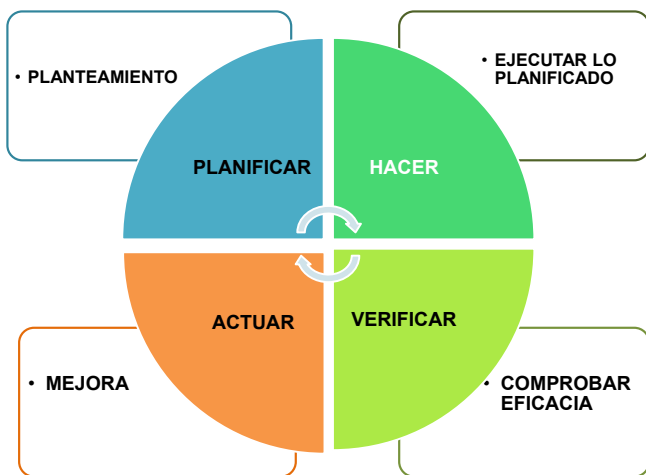 • PLANTEAMIENTO
• EJECUTAR LO
PLANIFICADO
PLANIFICAR
HACER
ACTUAR
VERIFICAR
• MEJORA
• COMPROBAR
EFICACIA